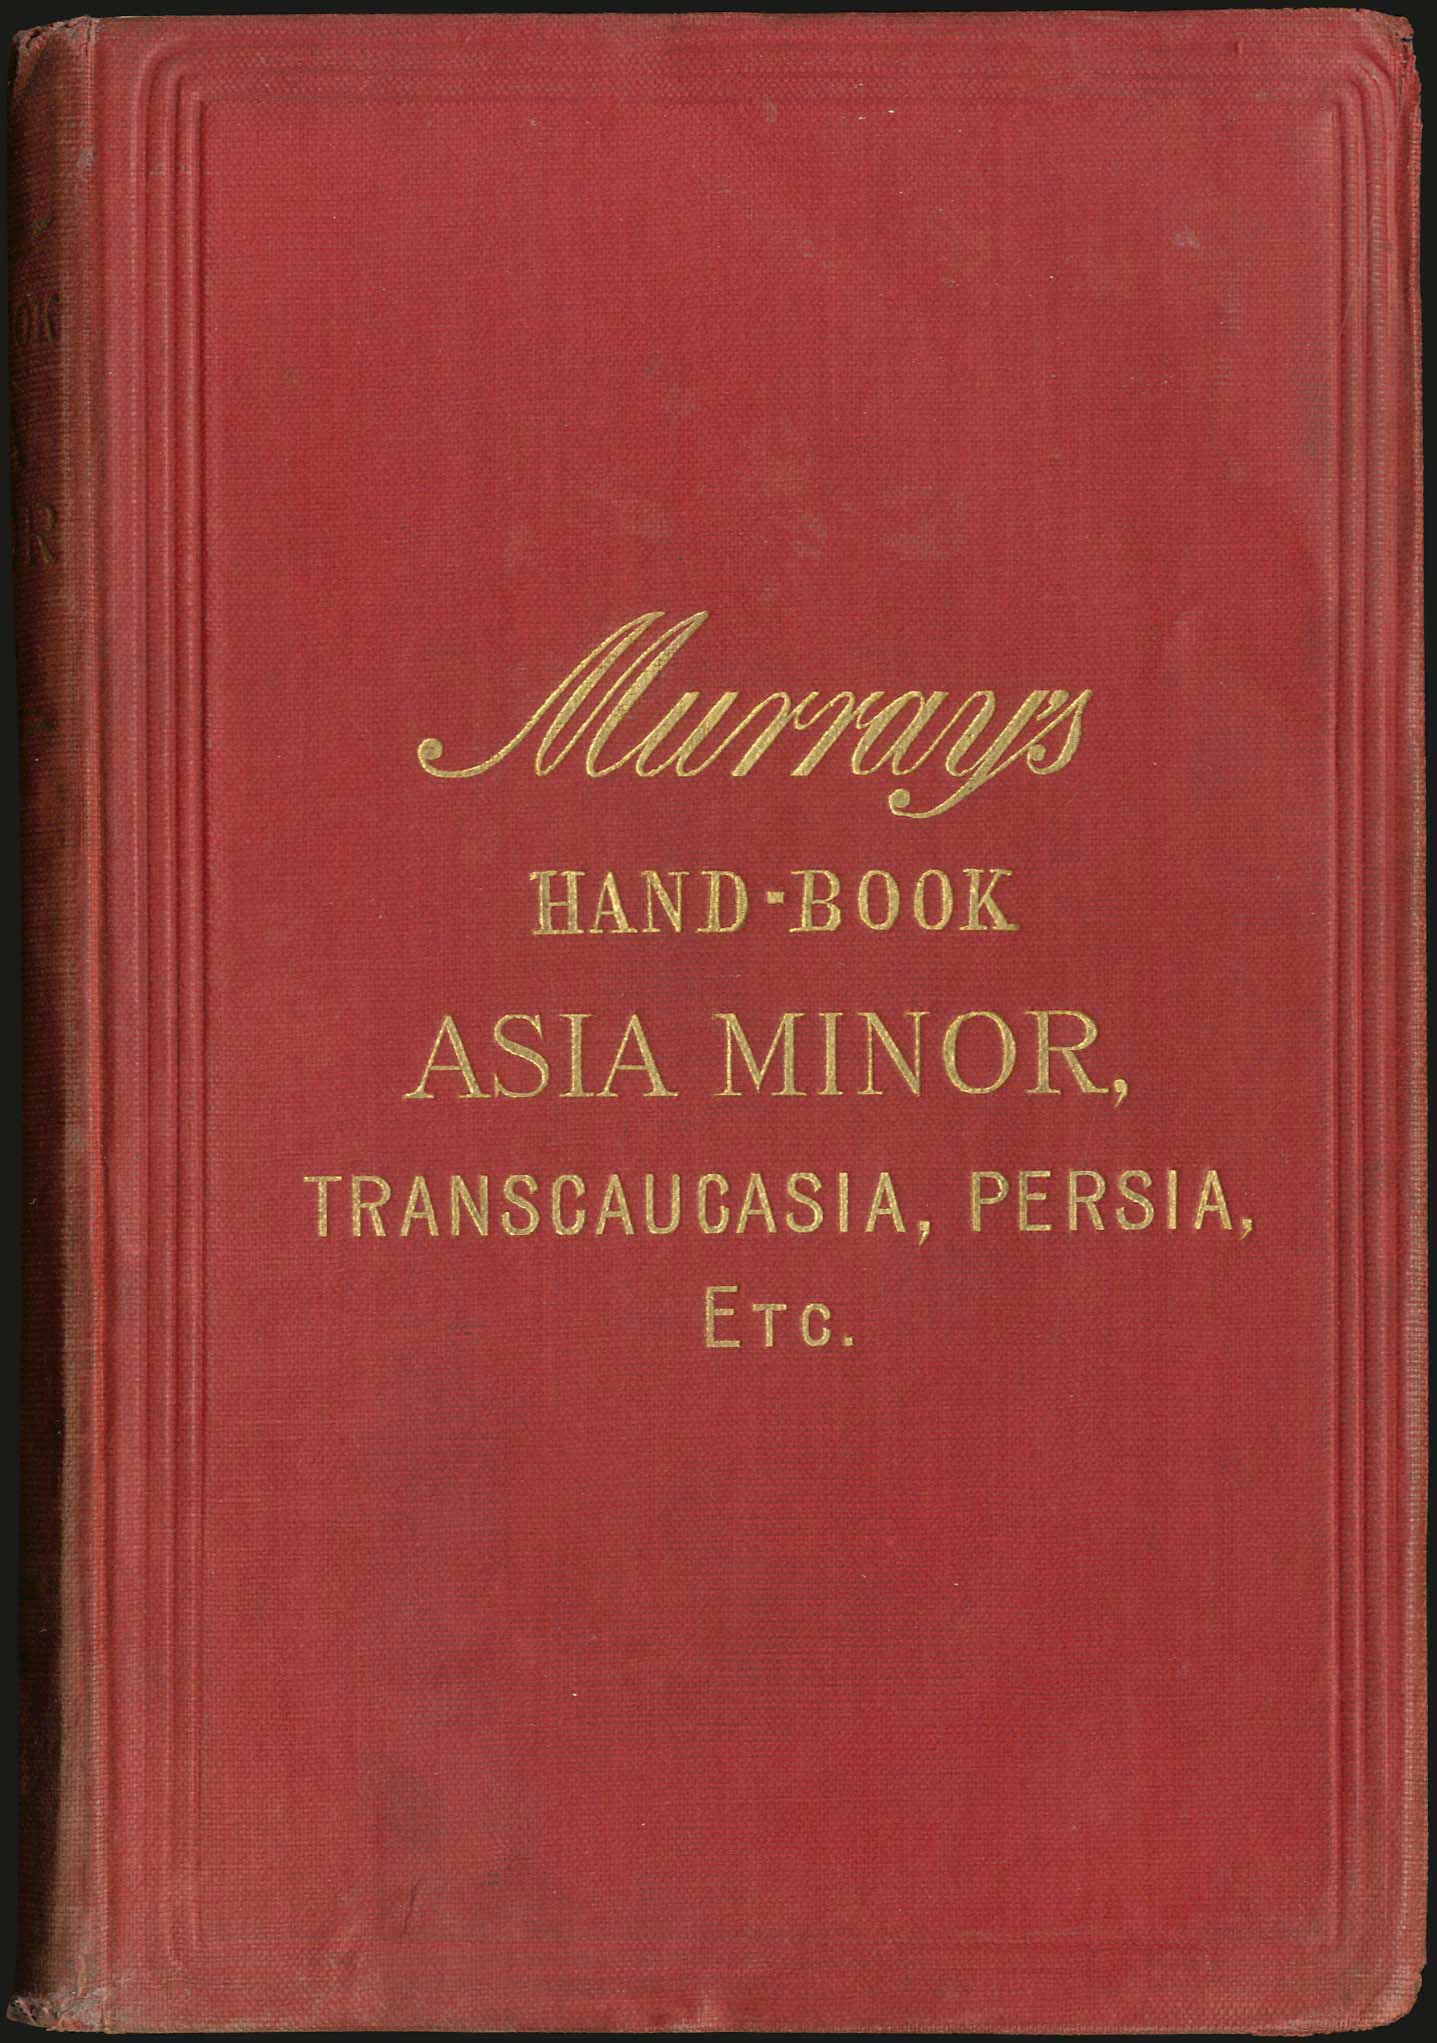 Murray's
HAND-BOOK
ASIA MINOR,
TRANSCAUCASIA, PERSIA,
ETC.